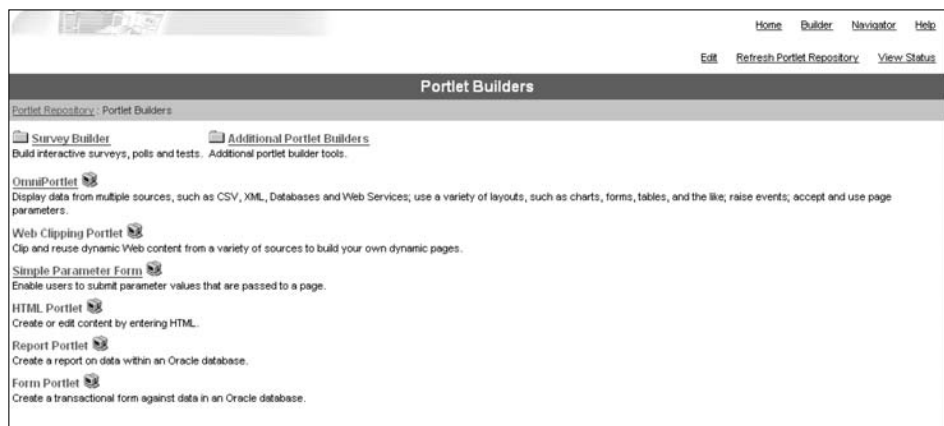 Home Builder Navigator Help
Edit Refresh Portlet Repository View Status
Portlet Builders
Portlet Repository : Portlet Builders
Survey Builder Additional Portlet Builders
Build interactive surveys, polls and tests. Additional portlet builder tools.
OmniPortlet
Display data from multiple sources, such as CSV, XML, Databases and Web Services; use a variety of layouts, such as charts, forms, tables, and the like; raise events; accept and use page
parameters.
Web Clipping Portlet
Clip and reuse dynamic Web content from a variety of sources to build your own dynamic pages.
Simple Parameter Form
Enable users to submit parameter values that are passed to a page.
HTML Portlet
Create or edit content by entering HTML.
Report Portlet
Create a report on data within an Oracle database.
Form Portlet
Create a transactional form against data in an Oracle database.